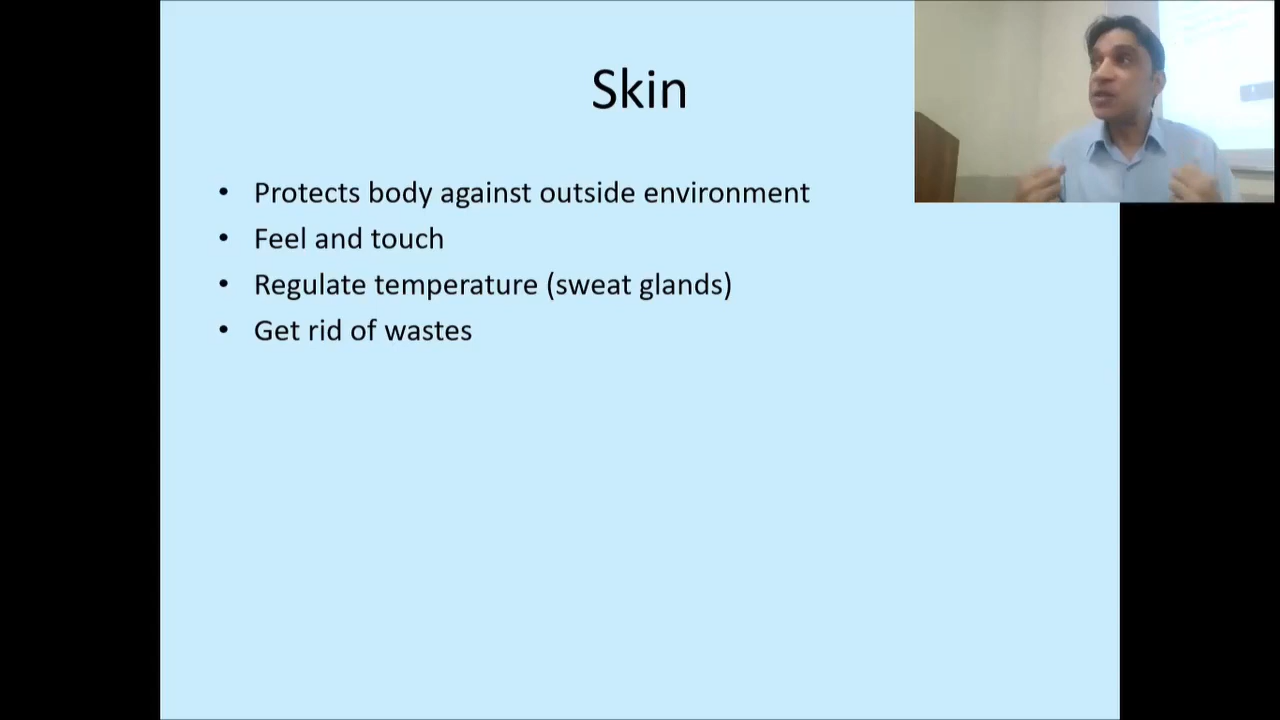 Skin
• Protects body against outside environment
• Feel and touch
• Regulate temperature (sweat glands)
• Get rid of wastes